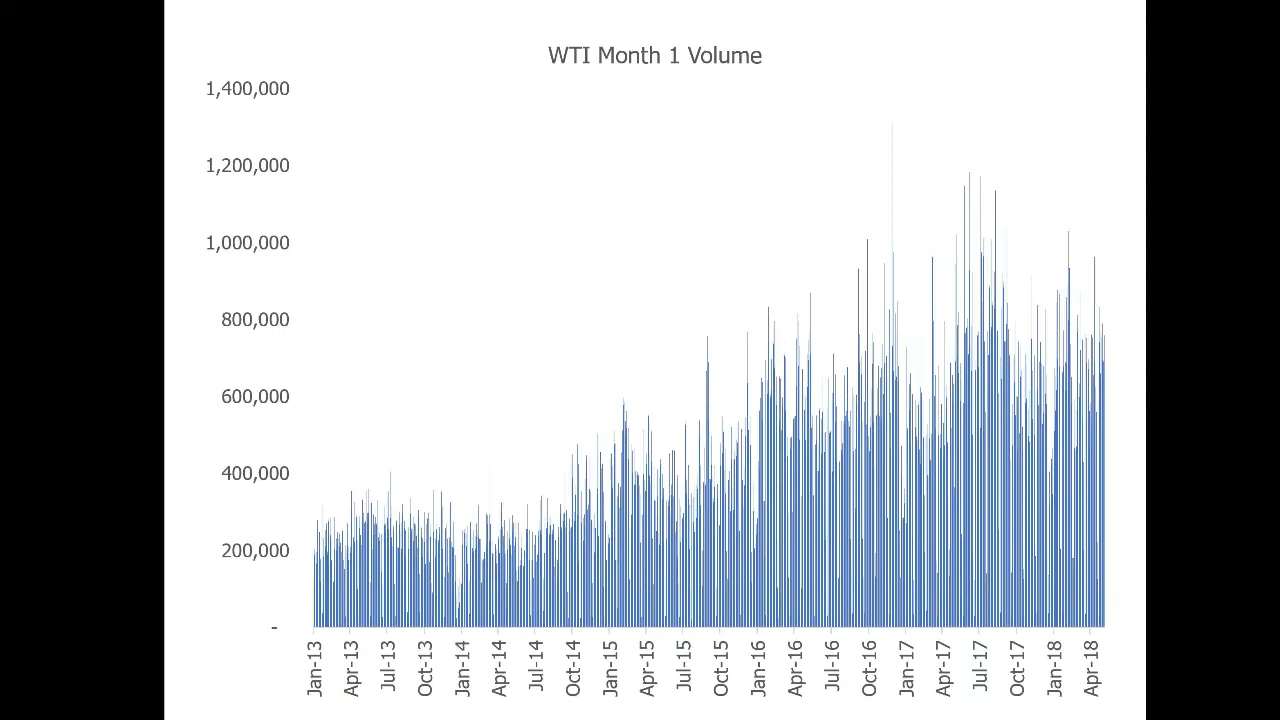 WTI Month 1 Volume
1,400,000
1,200,000
1,000,000
800,000
600,000
400,000
200,000
-
Jan-13
Apr-13
Jul-13
Oct-13
Jan-14
Apr-14
Jul-14
Oct-14
Jan-15
Apr-15
Jul-15
Oct-15
Jan-16
Apr-16
Jul-16
Oct-16
Jan-17
Apr-17
Jul-17
Oct-17
Jan-18
Apr-18